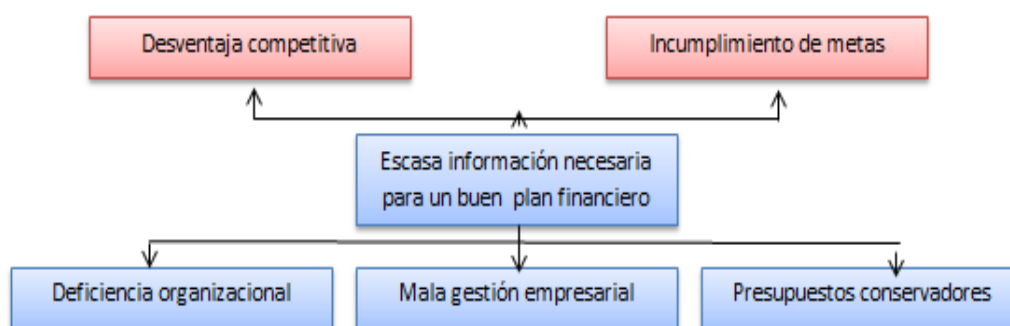 Desventaja competitiva
Incumplimiento de metas
Escasa información necesaria
para un buen plan financiero
Deficiencia organizacional
Mala gestión empresarial
Presupuestos conservadores